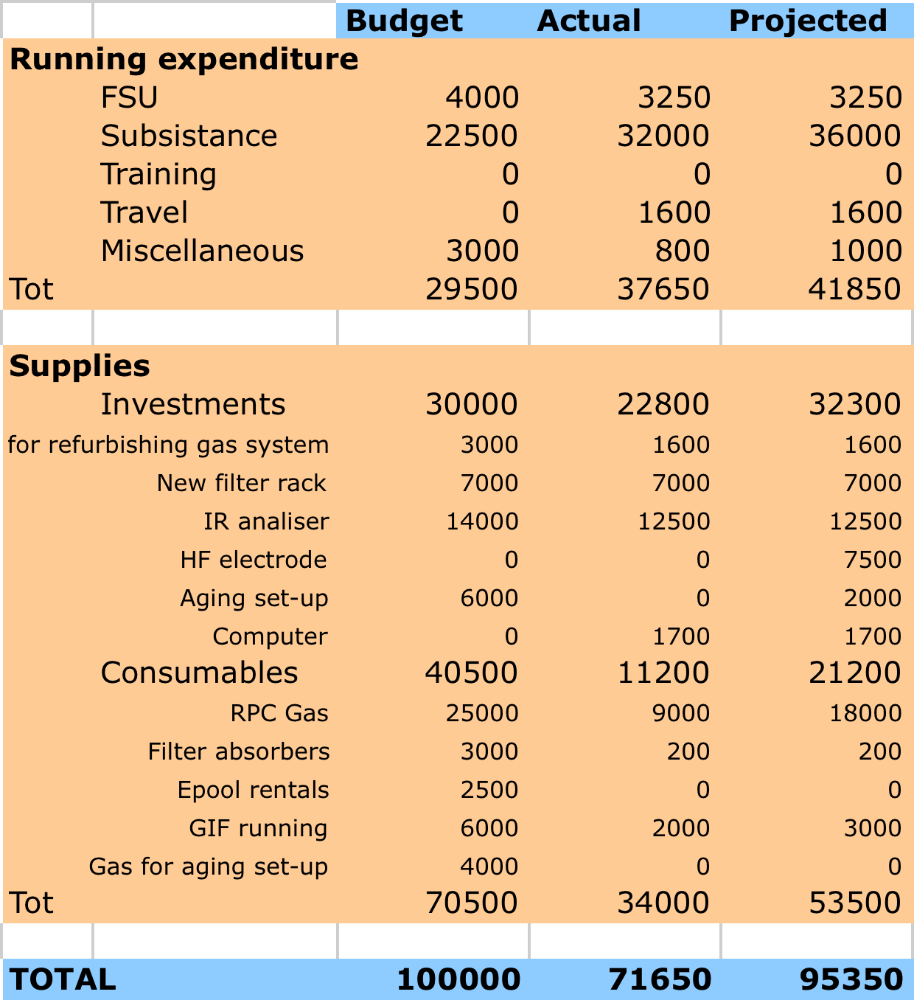 Budget Actual Projected
Running expenditure
FSU 4000 3250 3250
Subsistance 22500 32000 36000
Training 0 0 0
Travel 0 1600 1600
Miscellaneous 3000 800 1000
Tot 29500 37650 41850
Supplies
Investments 30000 22800 32300
for refurbishing gas system 3000 1600 1600
New filter rack 7000 7000 7000
IR analiser 14000 12500 12500
HF electrode 0 0 7500
Aging set-up 6000 0 2000
Computer 0 1700 1700
Consumables 40500 11200 21200
RPC Gas 25000 9000 18000
Filter absorbers 3000 200 200
Epool rentals 2500 0 0
GIF running 6000 2000 3000
Gas for aging set-up 4000 0 0
Tot 70500 34000 53500
TOTAL 100000 71650 95350